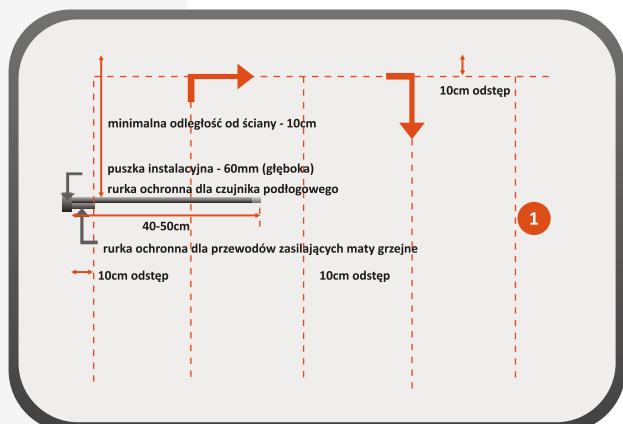 10cm odstęp
minimalna odległość od ściany - 10cm
puszka instalacyjna - 60mm (głęboka)
rurka ochronna dla czujnika podłogowego
1
40-50cm
rurka ochronna dla przewodów zasilających maty grzejne
10cm odstęp
10cm odstęp